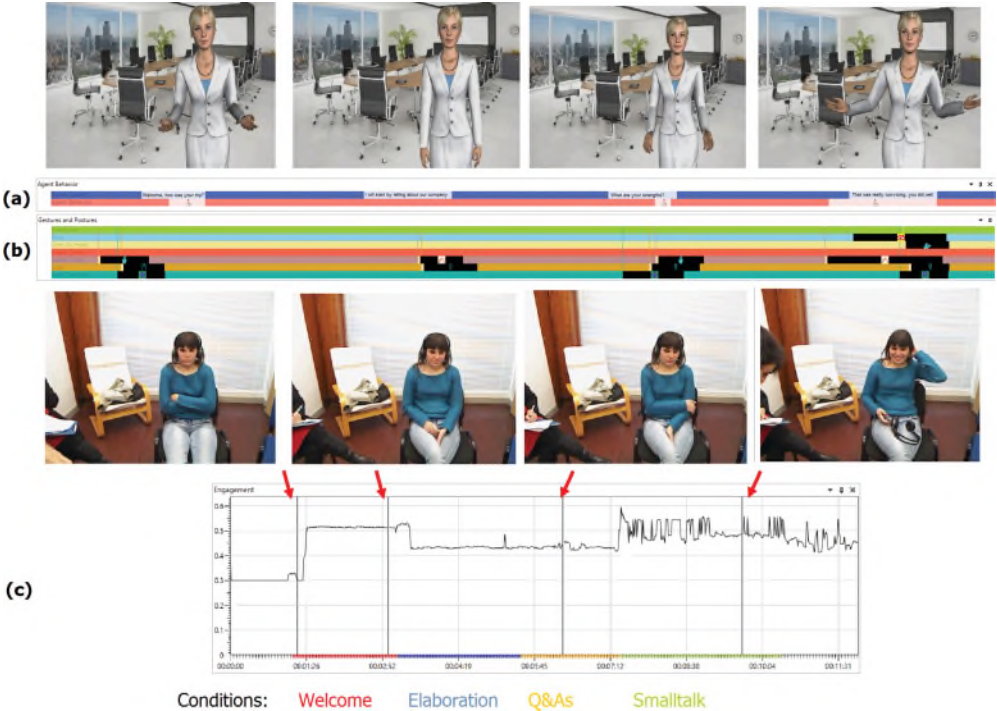 (a)
Agent Behavior
Welcome, how was your trip?
I will start by telling about our company
What are your strengths?
That was really convincing, you did well
(b)
Gestures and Postures
(c)
Engagement
0.6
0.5
0.4
0.3
0.2
0.1
0
00:00:00
00:01:26
00:02:52
00:04:19
00:05:45
00:07:12
00:08:38
00:10:04
00:11:31
Conditions: Welcome Elaboration Q&As Smalltalk